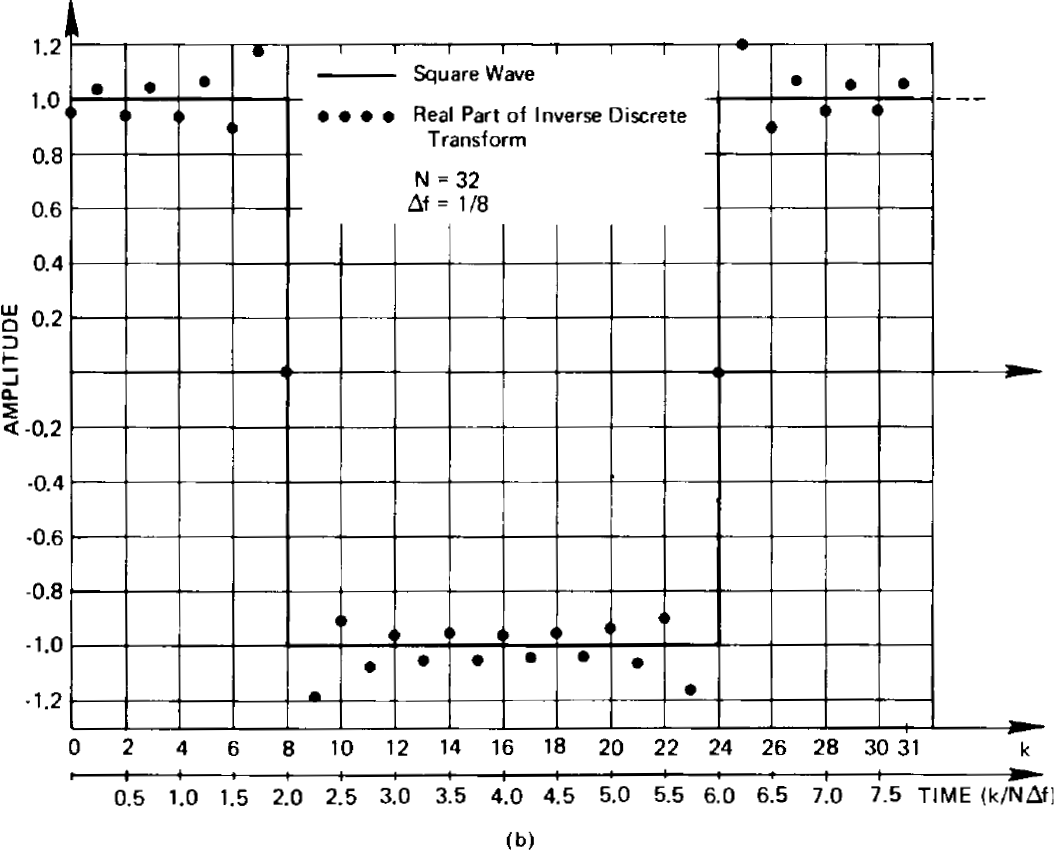 1.2
1.0
0.8
0.6
0.4
0.2
-0.2
-0.4
-0.6
-0.8
-1.0
-1.2
AMPLITUDE
Square Wave
Real Part of Inverse Discrete
Transform
N = 32
Δf = 1/8
0 2 4 6 8 10 12 14 16 18 20 22 24 26 28 30 31 k
0.5 1.0 1.5 2.0 2.5 3.0 3.5 4.0 4.5 5.0 5.5 6.0 6.5 7.0 7.5 TIME (k/NΔf)
(b)